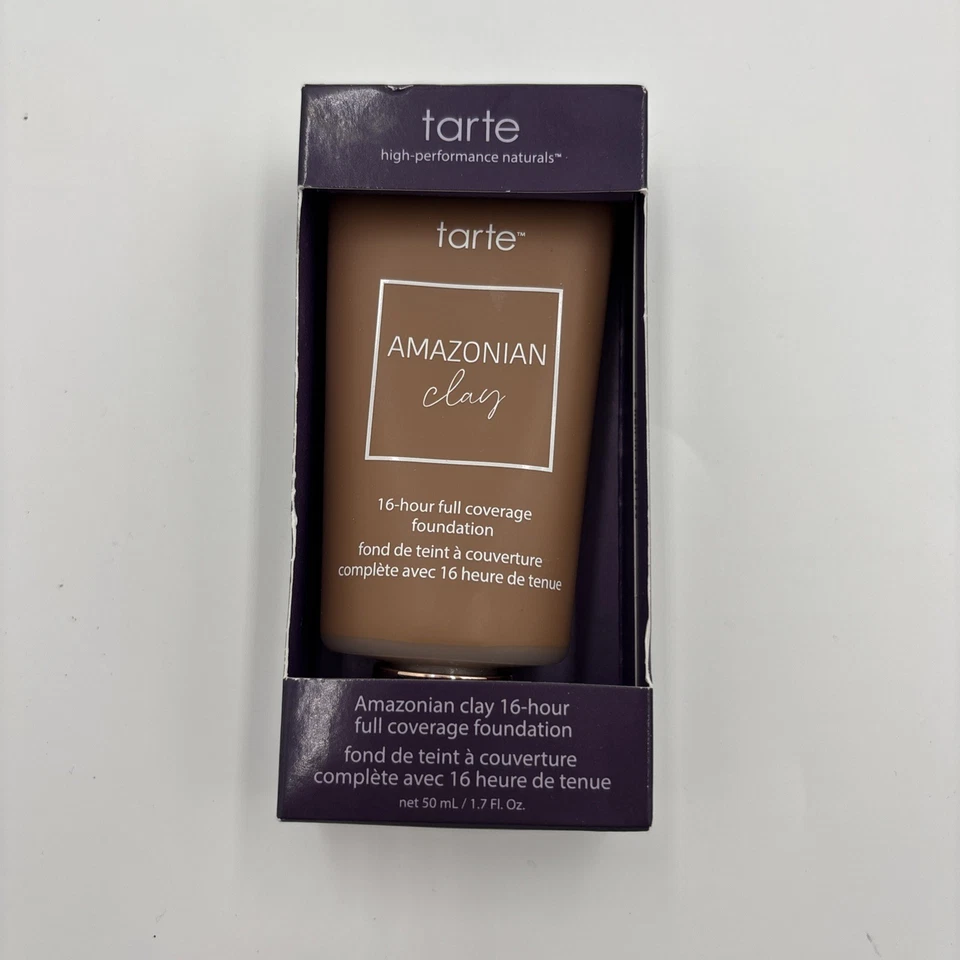 tarte
high-performance naturals™
tarte™
AMAZONIAN
clay
16-hour full coverage
foundation
fond de teint à couverture
complète avec 16 heure de tenue
Amazonian clay 16-hour
full coverage foundation
fond de teint à couverture
complète avec 16 heure de tenue
net 50 mL / 1.7 Fl. Oz.